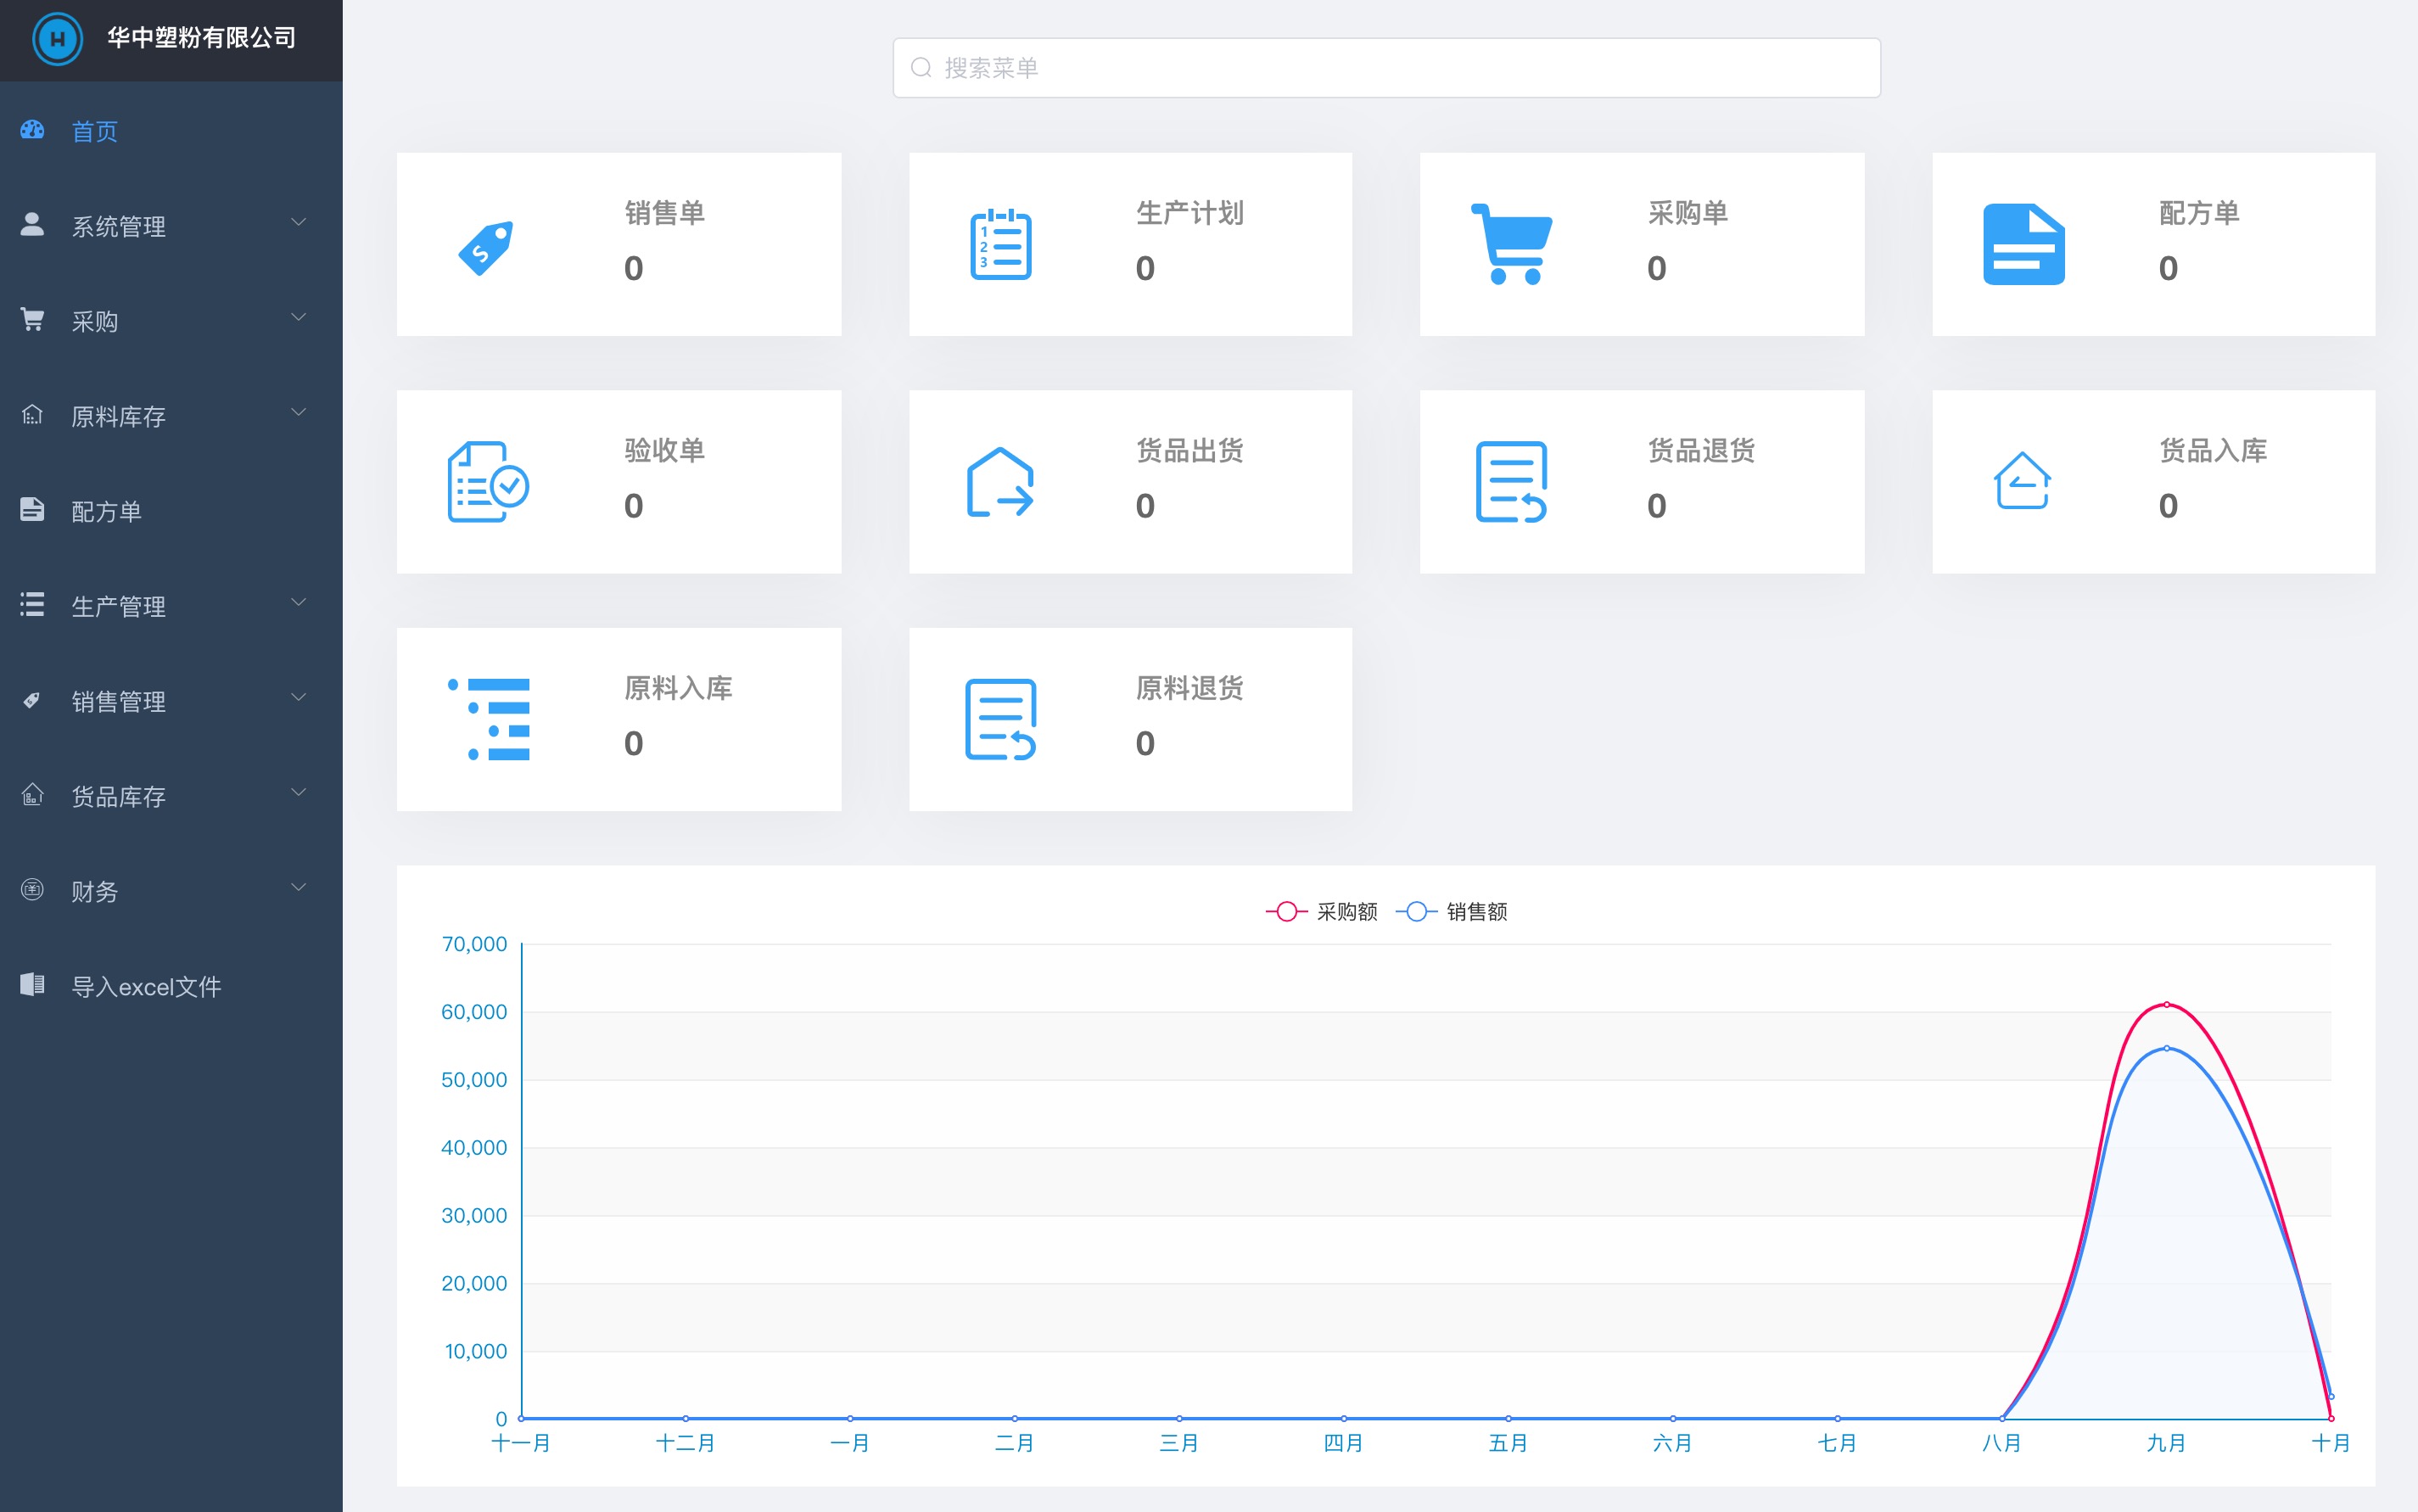 H 华中塑粉有限公司
搜索菜单
首页
系统管理
采购
原料库存
配方单
生产管理
销售管理
货品库存
财务
导入excel文件
销售单
0
生产计划
0
采购单
0
配方单
0
验收单
0
货品出货
0
货品退货
0
货品入库
0
原料入库
0
原料退货
0
采购额 销售额
70,000
60,000
50,000
40,000
30,000
20,000
10,000
0
十一月 十二月 一月 二月 三月 四月 五月 六月 七月 八月 九月 十月